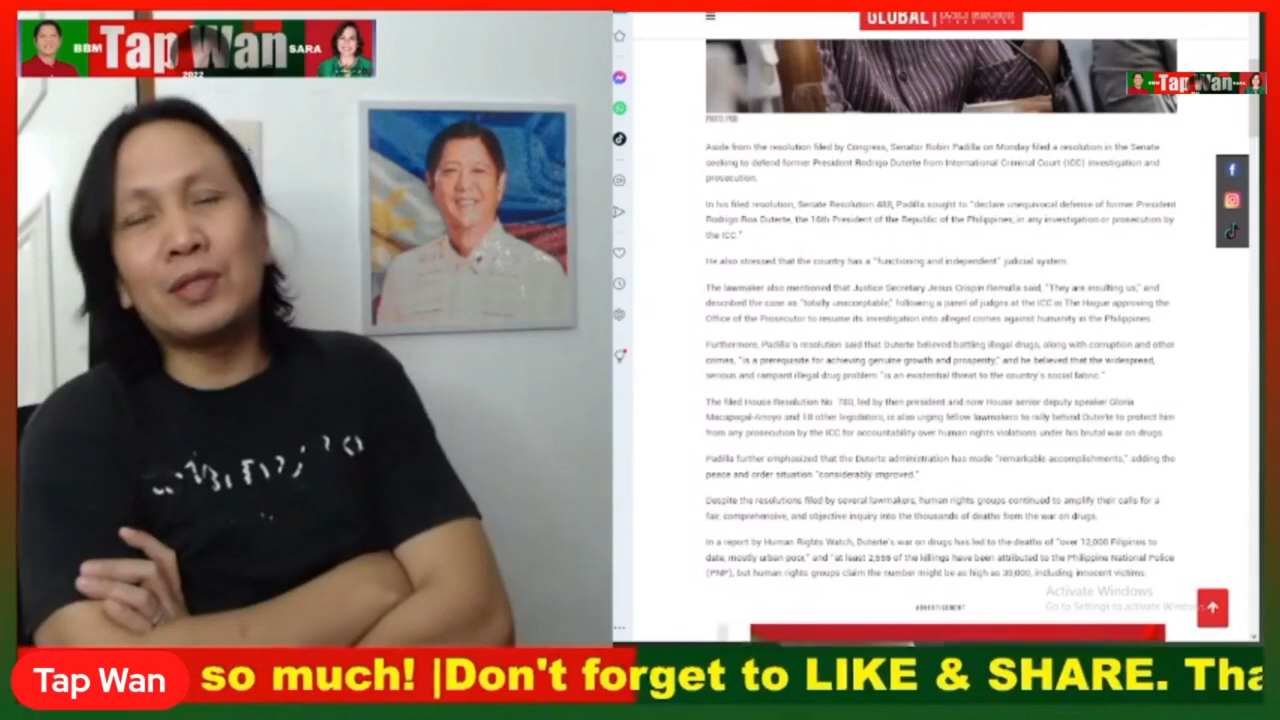 BBM Tap Wan SARA
2022
GLOBAL
BBM Tap Wan SARA
Aside from the resolution filed by Congress, Senator Robin Padilla on Monday filed a resolution in the Senate
seeking to defend former President Rodrigo Duterte from International Criminal Court (ICC) investigation and
prosecution.
In his filed resolution, Senate Resolution 488, Padilla sought to "declare unequivocal defense of former President
Rodrigo Roa Duterte, the 16th President of the Republic of the Philippines, in any investigation or prosecution by
the ICC."
He also stressed that the country has a "functioning and independent" judicial system.
The lawmaker also mentioned that Justice Secretary Jesus Crispin Remulla said, "They are insulting us," and
described the case as "totally unacceptable," following a panel of judges at the ICC in The Hague approving the
Office of the Prosecutor to resume its investigation into alleged crimes against humanity in the Philippines.
Furthermore, Padilla's resolution said that Duterte believed battling illegal drugs, along with corruption and other
crimes, "is a prerequisite for achieving genuine growth and prosperity," and he believed that the widespread,
serious and rampant illegal drug problem "is an existential threat to the country's social fabric."
The filed House Resolution No. 780, led by then president and now House senior deputy speaker Gloria
Macapagal-Arroyo and 18 other legislators, is also urging fellow lawmakers to rally behind Duterte to protect him
from any prosecution by the ICC for accountability over human rights violations under his brutal war on drugs.
Padilla further emphasized that the Duterte administration has made "remarkable accomplishments," adding the
peace and order situation "considerably improved."
Despite the resolutions filed by several lawmakers, human rights groups continued to amplify their calls for a
fair, comprehensive, and objective inquiry into the thousands of deaths from the war on drugs.
In a report by Human Rights Watch, Duterte's war on drugs has led to the deaths of "over 12,000 Filipinos to
date, mostly urban poor," and "at least 2,555 of the killings have been attributed to the Philippine National Police
(PNP), but human rights groups claim the number might be as high as 30,000, including innocent victims.
Activate Windows
Go to Settings to activate Windows
ADVERTISEMENT
Tap Wan
so much! |Don't forget to LIKE & SHARE. Tha